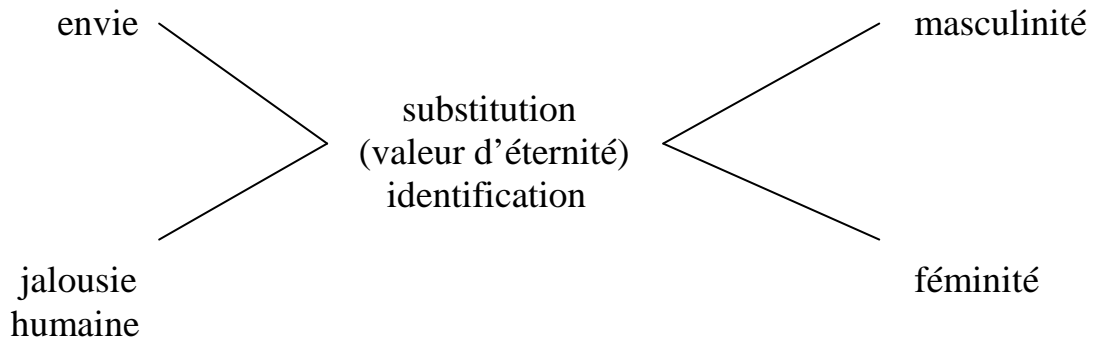 envie
masculinité
substitution
(valeur d’éternité)
identification
jalousie
humaine
féminité